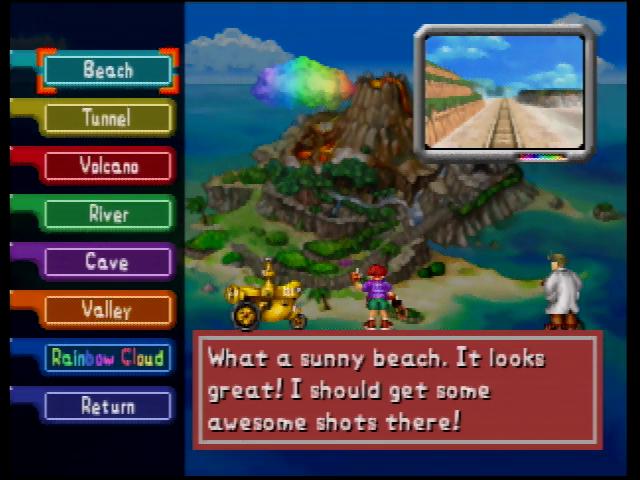 Beach
Tunnel
Volcano
River
Cave
Valley
Rainbow Cloud
Return
What a sunny beach. It looks
great! I should get some
awesome shots there!